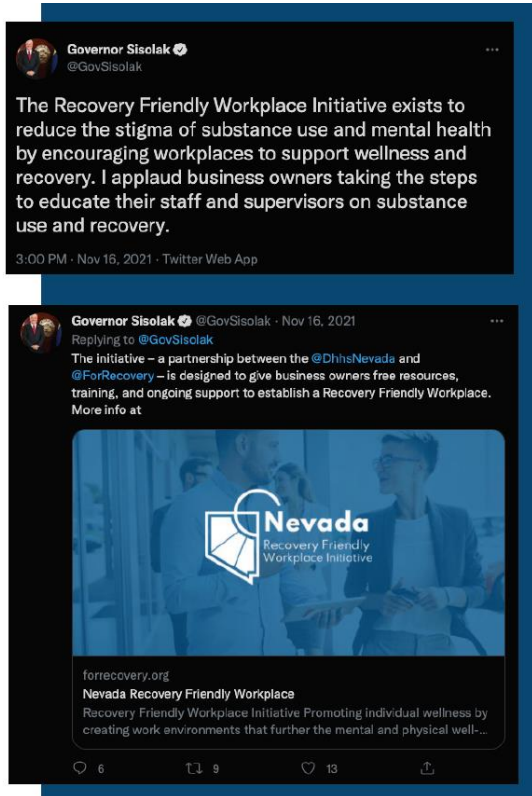 Governor Sisolak
@GovSisolak
The Recovery Friendly Workplace Initiative exists to
reduce the stigma of substance use and mental health
by encouraging workplaces to support wellness and
recovery. I applaud business owners taking the steps
to educate their staff and supervisors on substance
use and recovery.
3:00 PM · Nov 16, 2021 · Twitter Web App
Governor Sisolak @GovSisolak · Nov 16, 2021
Replying to @GovSisolak
The initiative – a partnership between the @DhhsNevada and
@ForRecovery – is designed to give business owners free resources,
training, and ongoing support to establish a Recovery Friendly Workplace.
More info at
Nevada
Recovery Friendly
Workplace Initiative
forrecovery.org
Nevada Recovery Friendly Workplace
Recovery Friendly Workplace Initiative Promoting individual wellness by
creating work environments that further the mental and physical well-...
6 9 13